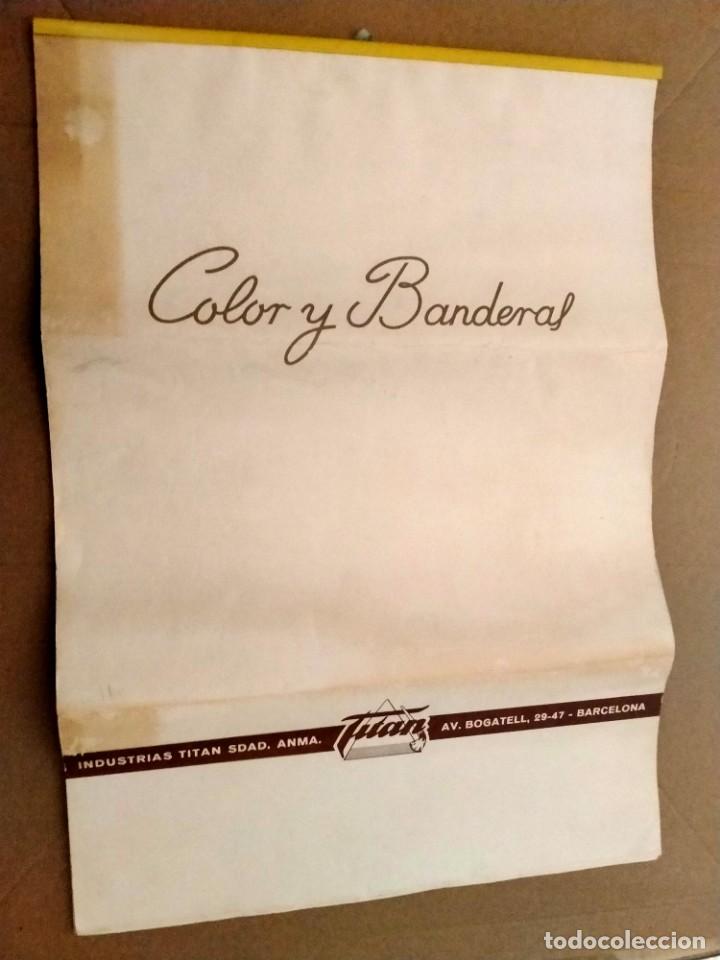 Color y Banderas
INDUSTRIAS TITAN SDAD. ANMA. Titan AV. BOGATELL, 29-47 - BARCELONA
todocoleccion